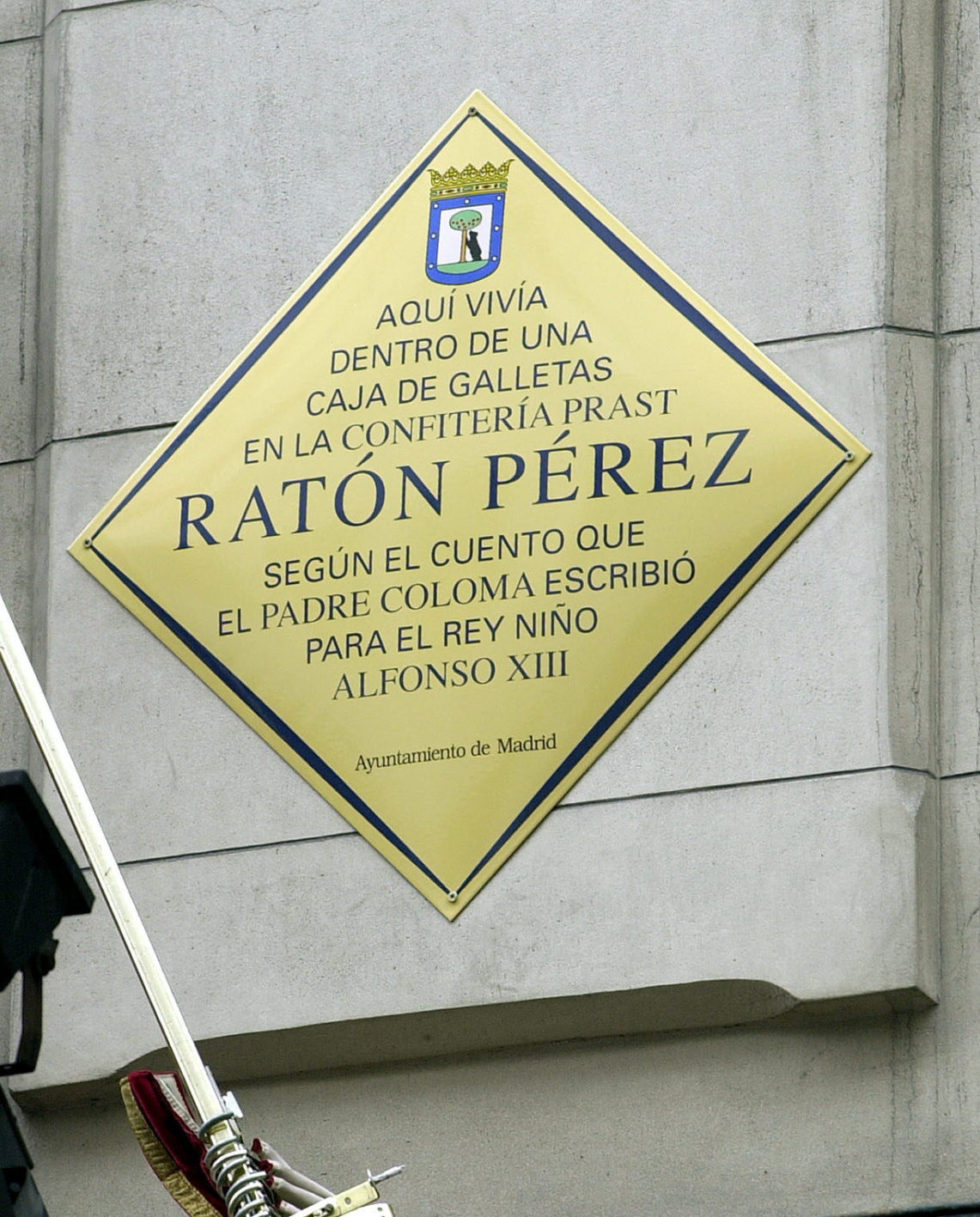 AQUÍ VIVÍA
DENTRO DE UNA
CAJA DE GALLETAS
EN LA CONFITERÍA PRAST
RATÓN PÉREZ
SEGÚN EL CUENTO QUE
EL PADRE COLOMA ESCRIBIÓ
PARA EL REY NIÑO
ALFONSO XIII
Ayuntamiento de Madrid